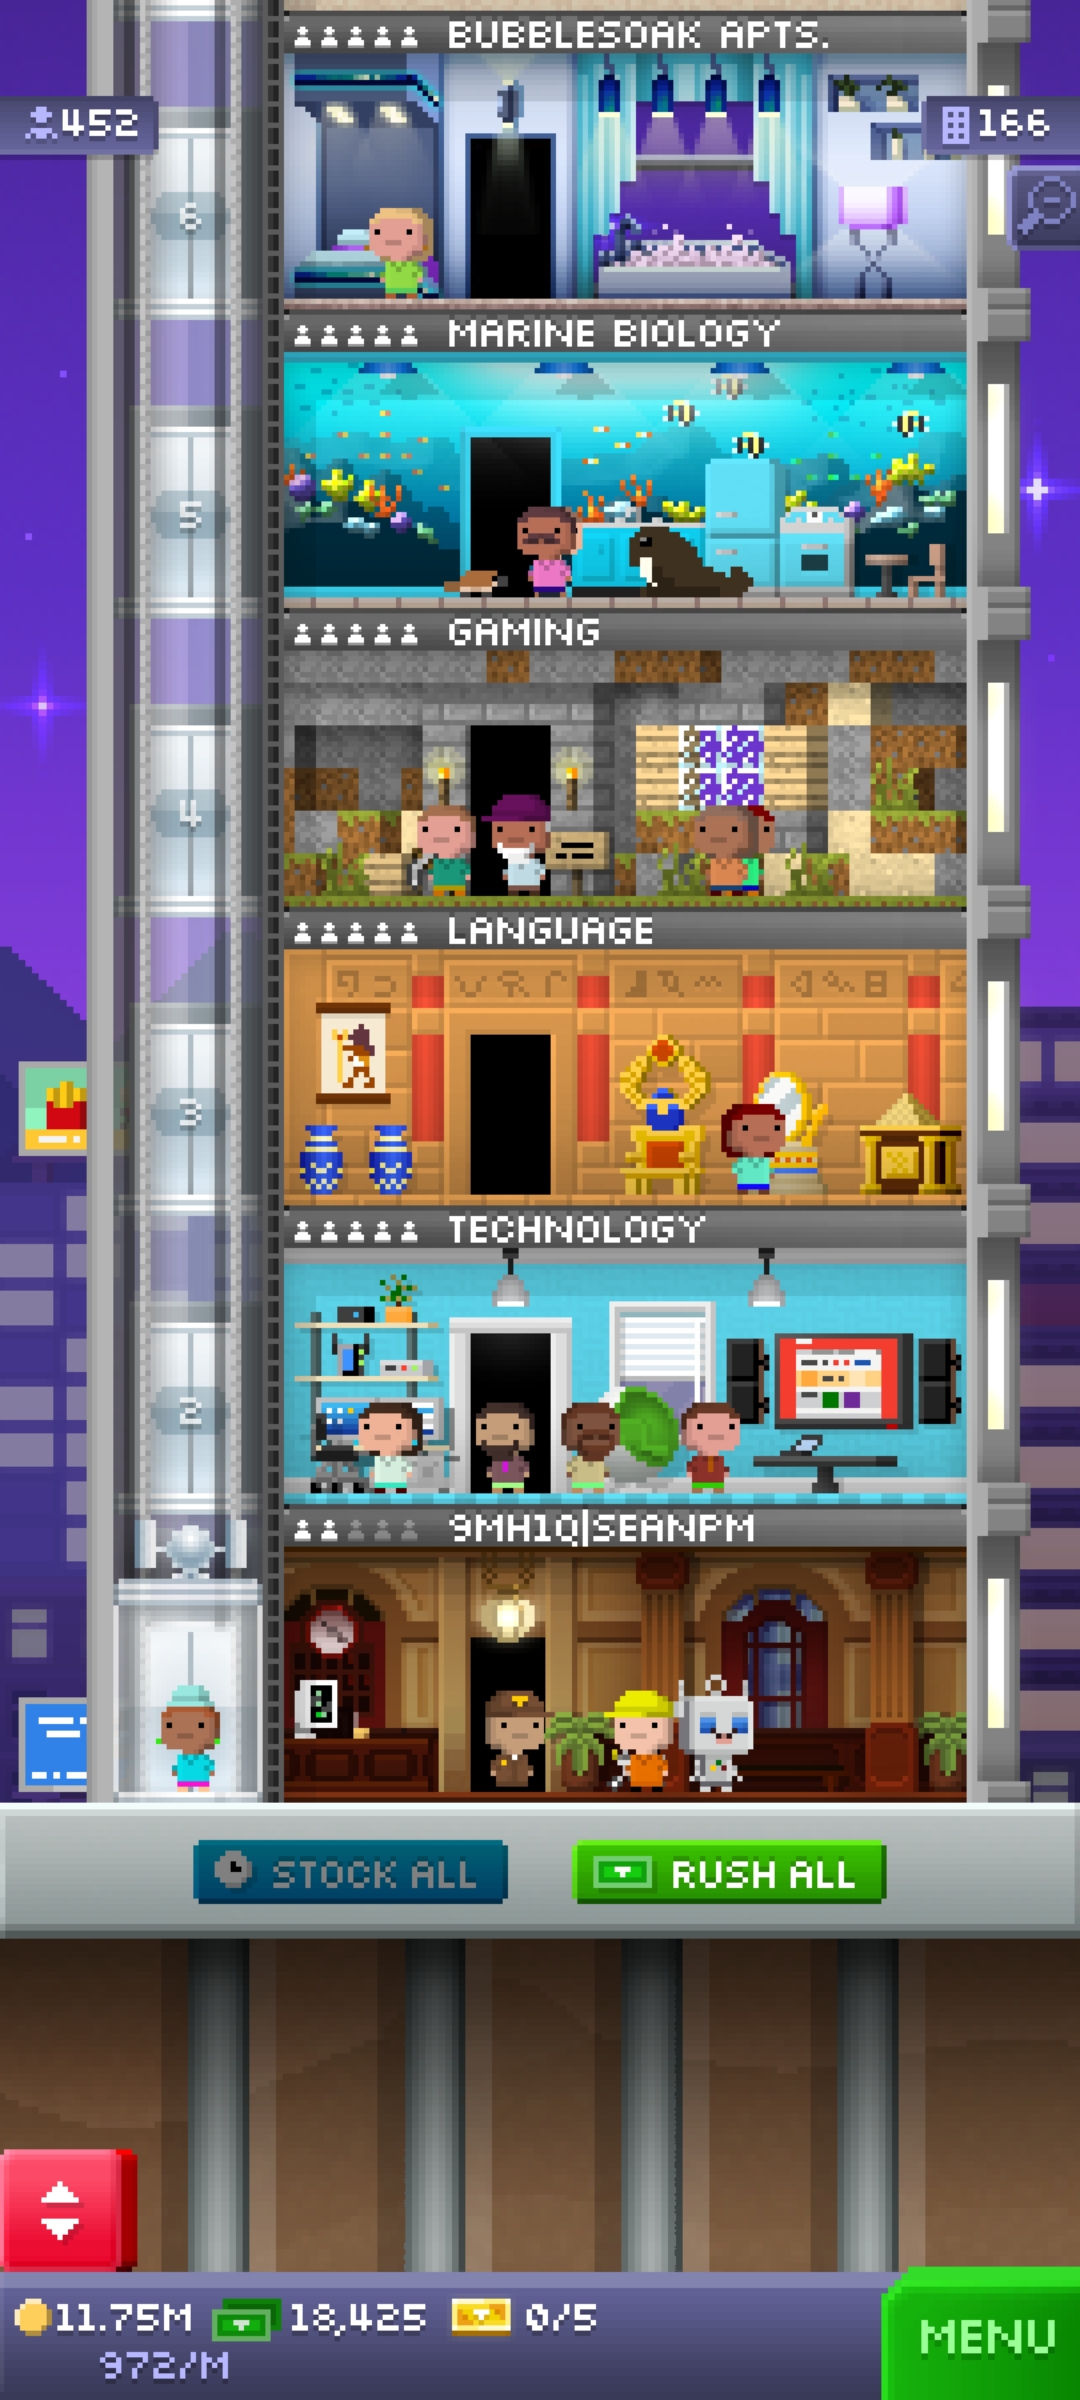 BUBBLESOAK APTS.
452
166
6
MARINE BIOLOGY
5
GAMING
4
LANGUAGE
3
TECHNOLOGY
2
9MH1Q|SEANPM
STOCK ALL
RUSH ALL
11.75M
18,425
0/5
972/M
MENU